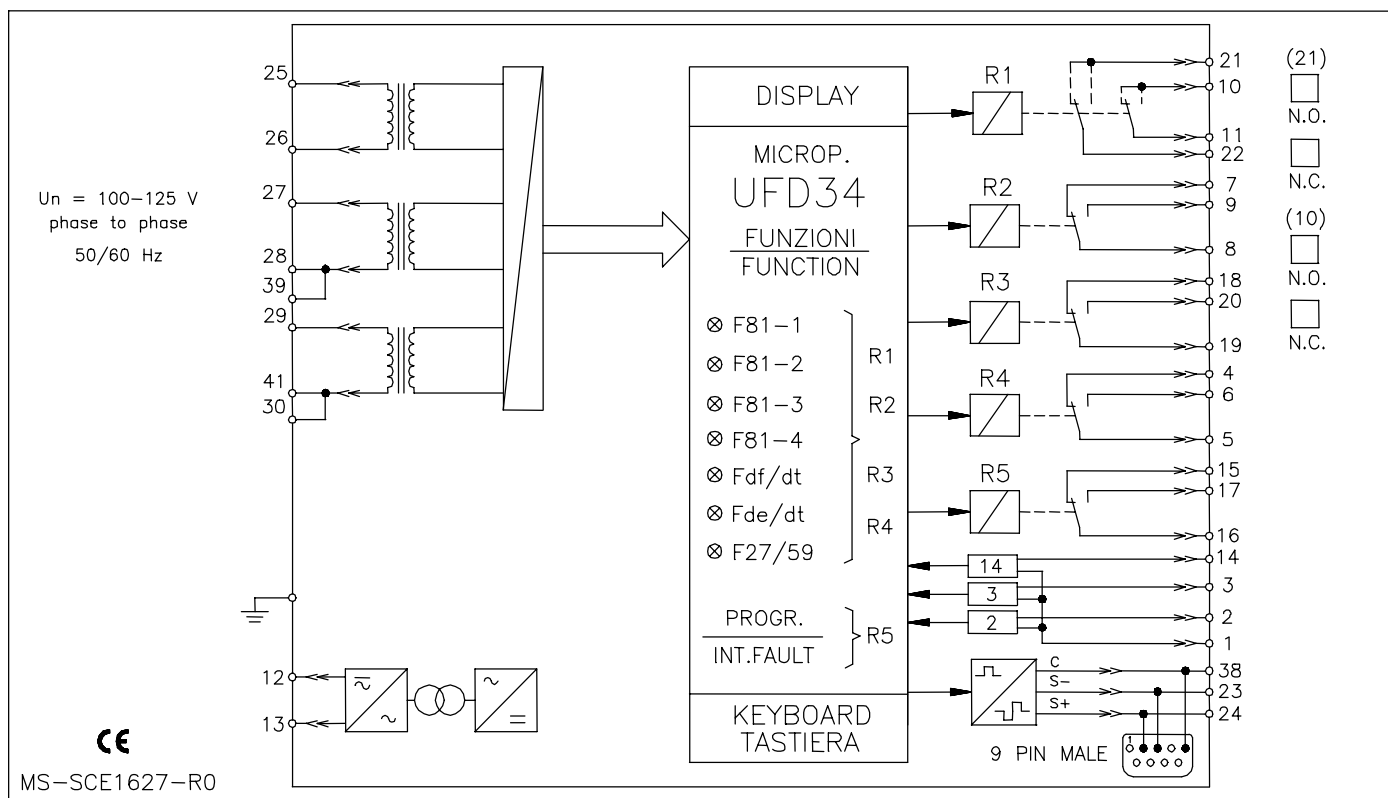 25
26
27
28
39
29
41
30
Un = 100-125 V
phase to phase
50/60 Hz
12
13
CE
MS-SCE1627-R0
DISPLAY
MICROP.
UFD34
FUNZIONI
FUNCTION
F81-1
F81-2
F81-3
F81-4
Fdf/dt
Fde/dt
F27/59
R1
R2
R3
R4
PROGR.
INT.FAULT
R5
KEYBOARD
TASTIERA
R1
R2
R3
R4
R5
14
3
2
C
S-
S+
9 PIN MALE
1
21
10
11
22
7
9
8
18
20
19
4
6
5
15
17
16
14
3
2
1
38
23
24
(21)
N.O.
N.C.
(10)
N.O.
N.C.